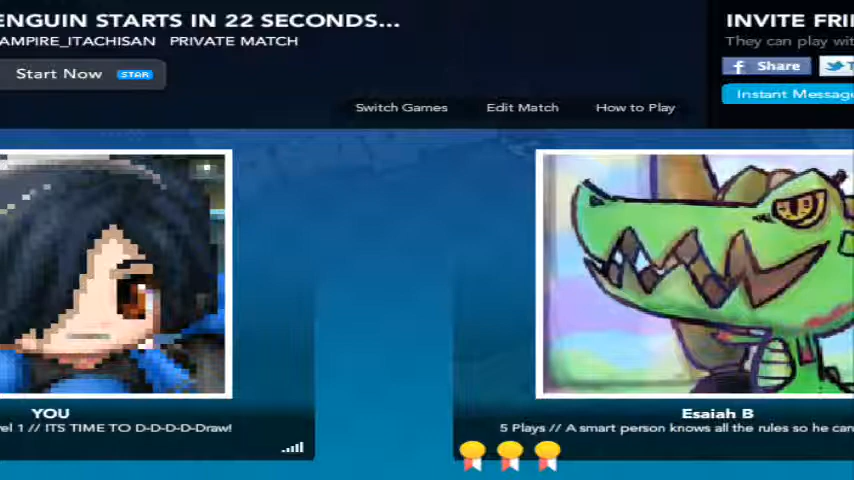 ENGUIN STARTS IN 22 SECONDS...
AMPIRE_ITACHISAN PRIVATE MATCH
Start Now STAR
Switch Games Edit Match How to Play
INVITE FRI
They can play wit
f Share T
Instant Message
YOU
el 1 // ITS TIME TO D-D-D-D-Draw!
Esaiah B
5 Plays // A smart person knows all the rules so he can